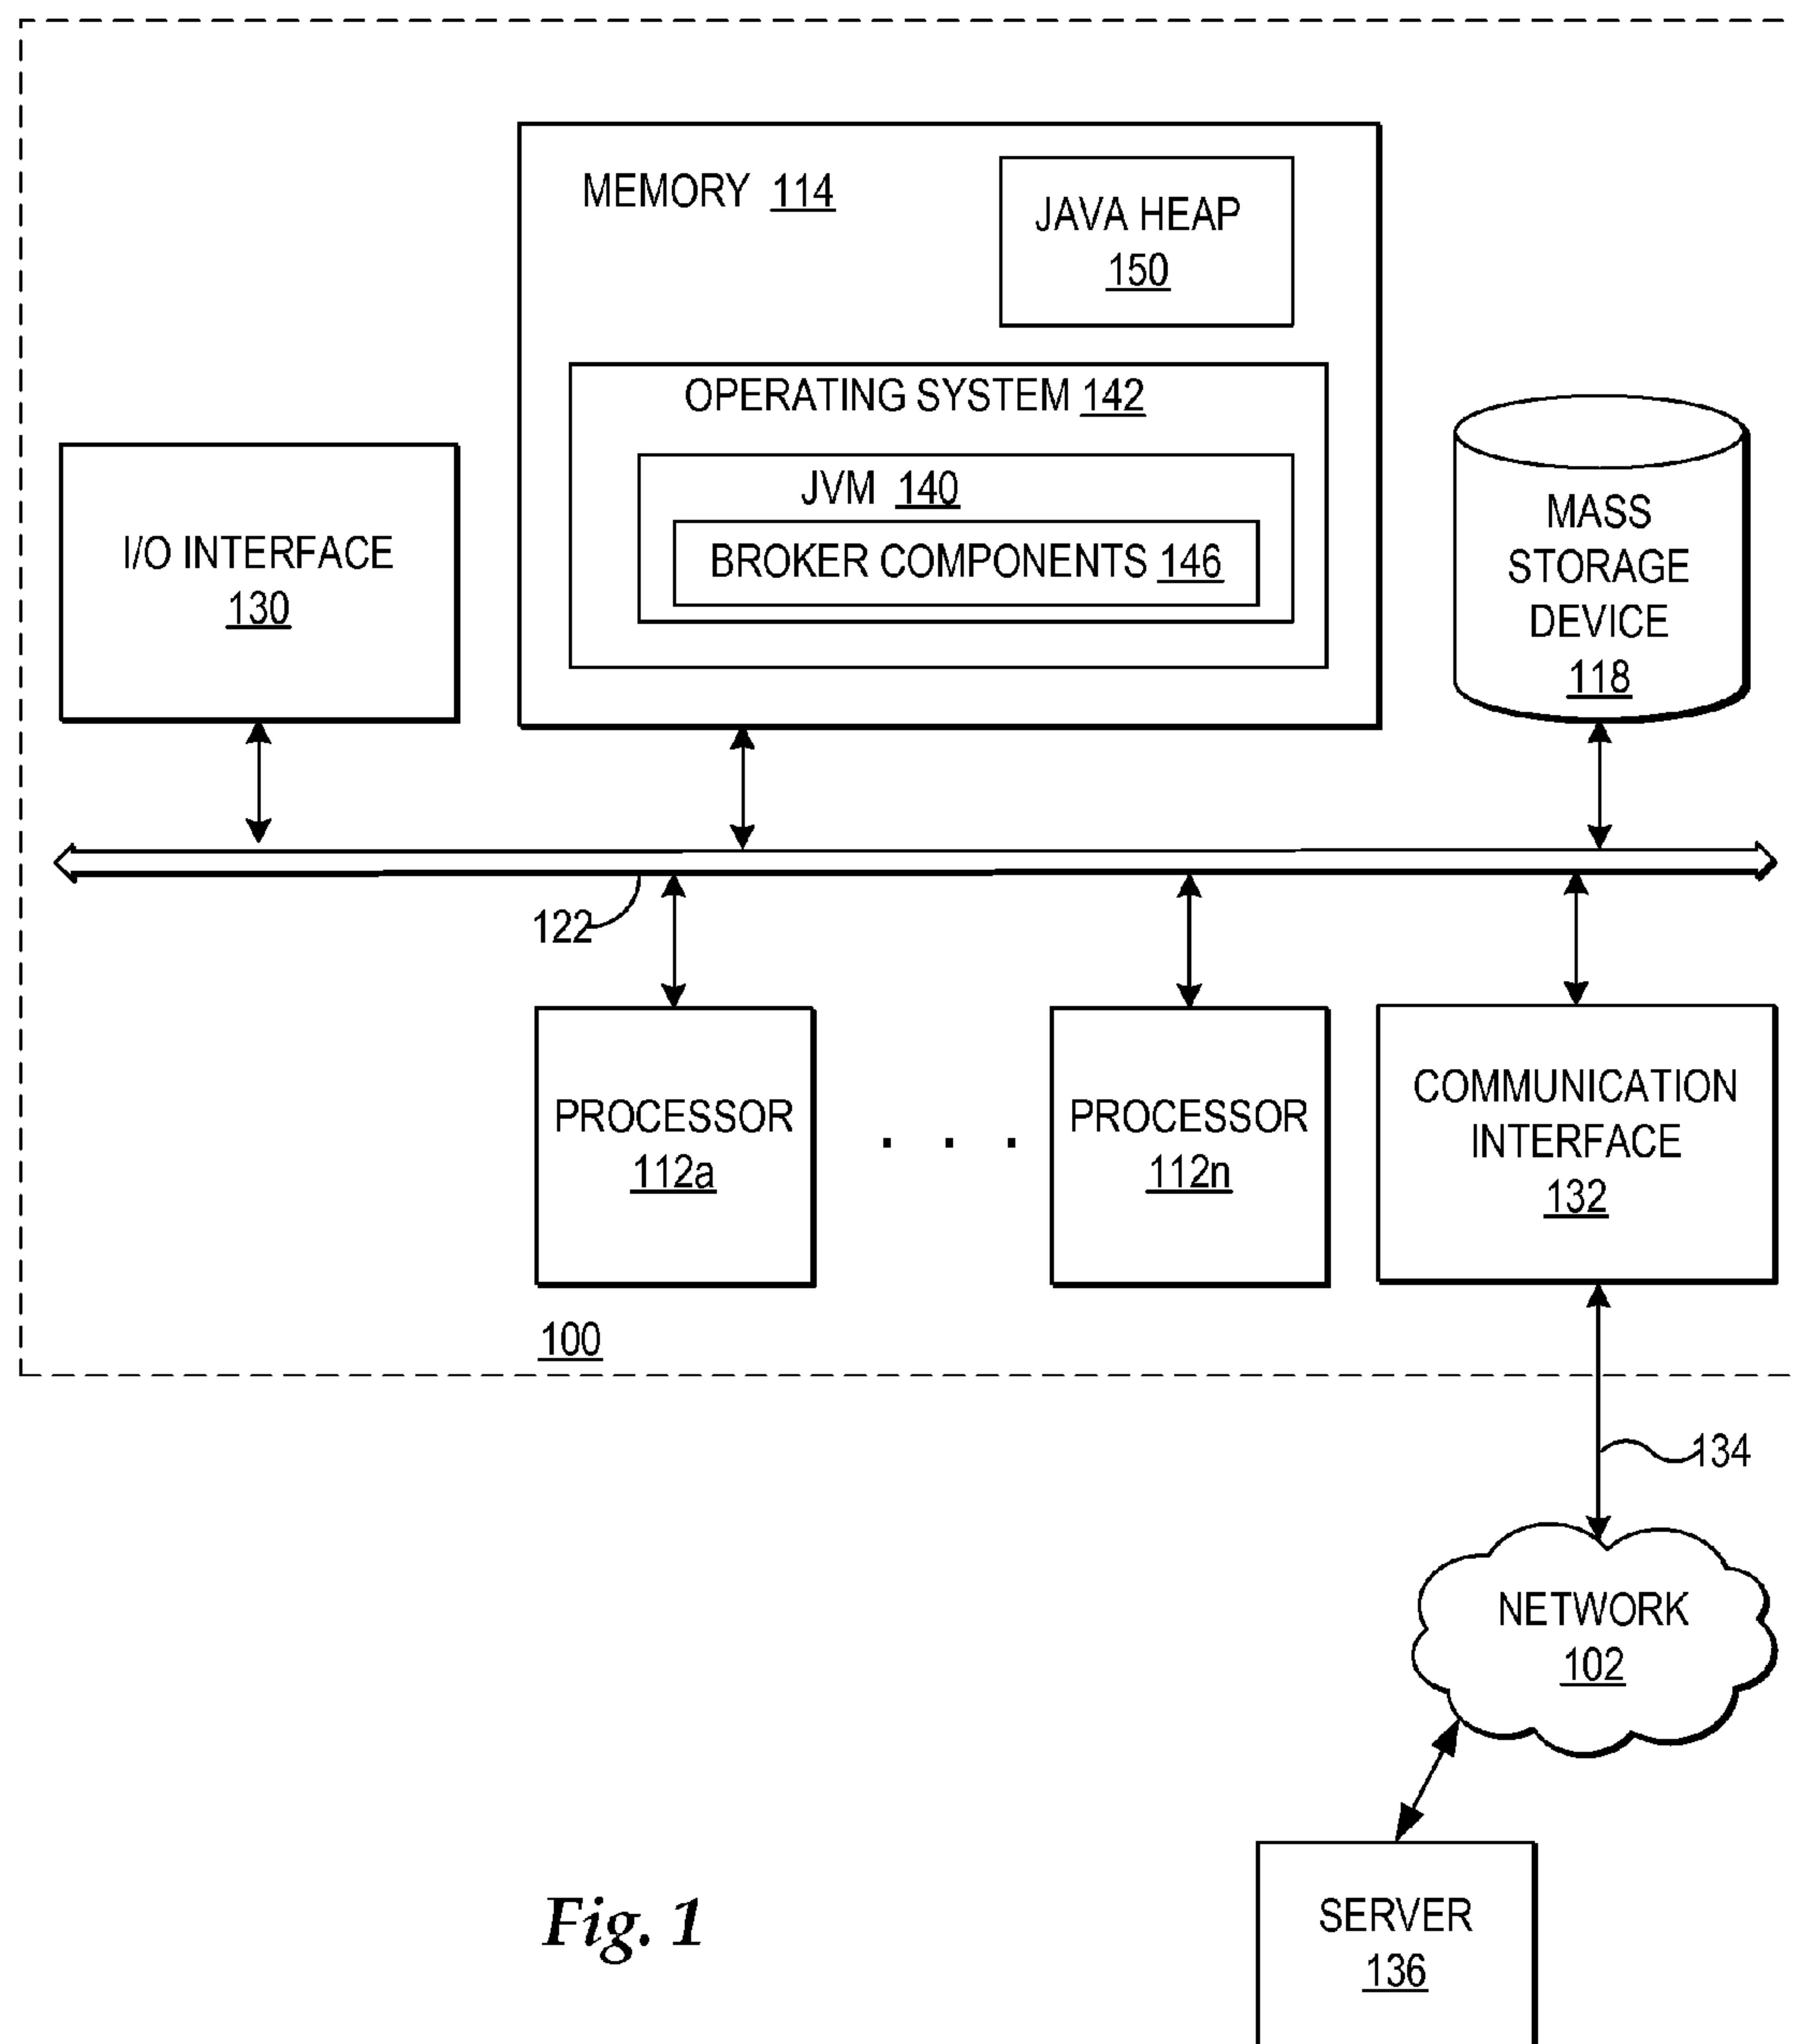 MEMORY 114
JAVA HEAP
150
OPERATING SYSTEM 142
JVM 140
BROKER COMPONENTS 146
I/O INTERFACE
130
MASS
STORAGE
DEVICE
118
122
PROCESSOR
112a
. . .
PROCESSOR
112n
COMMUNICATION
INTERFACE
132
100
134
NETWORK
102
SERVER
136
Fig. 1